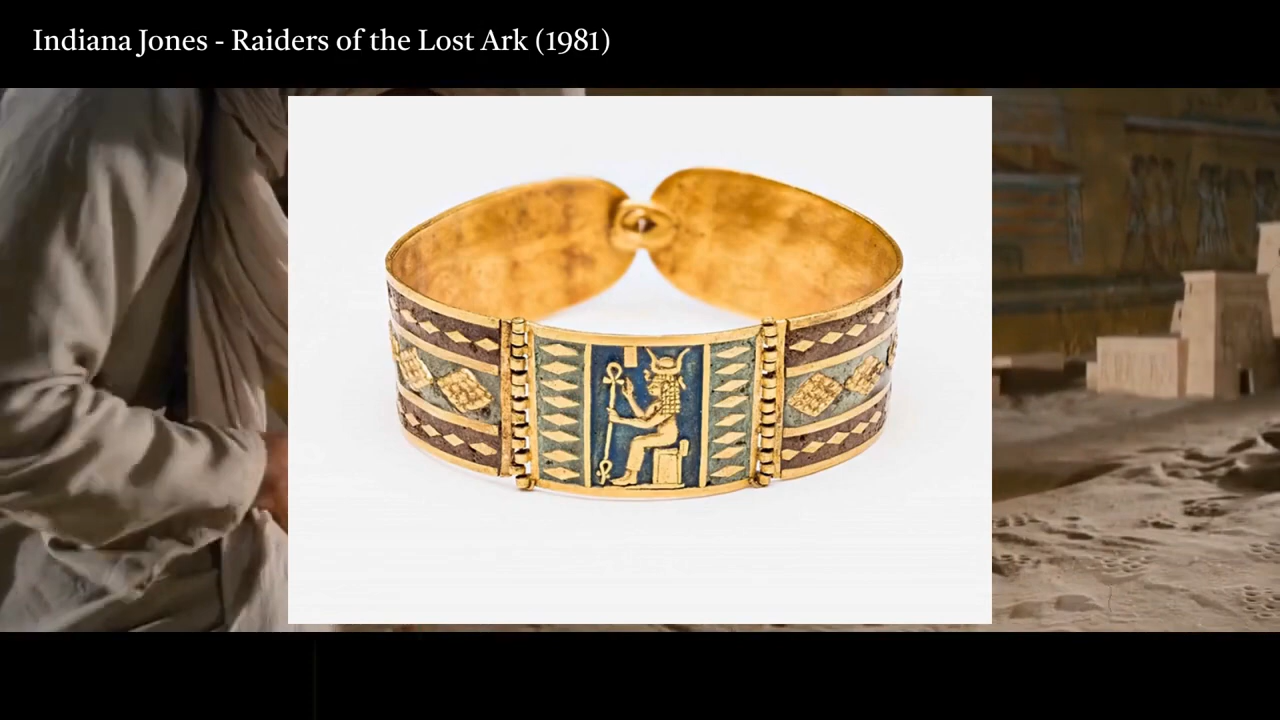 Indiana Jones - Raiders of the Lost Ark (1981)